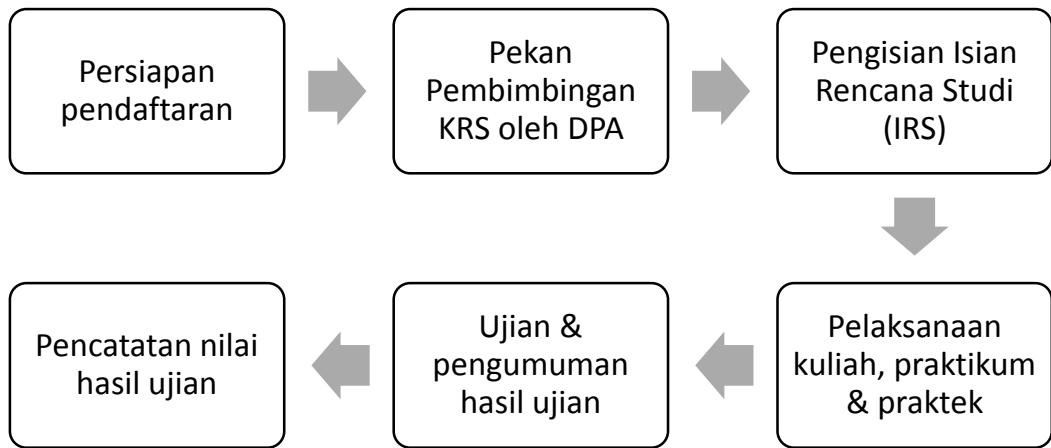 Persiapan
pendaftaran
Pekan
Pembimbingan
KRS oleh DPA
Pengisian Isian
Rencana Studi
(IRS)
Pelaksanaan
kuliah, praktikum
& praktek
Ujian &
pengumuman
hasil ujian
Pencatatan nilai
hasil ujian